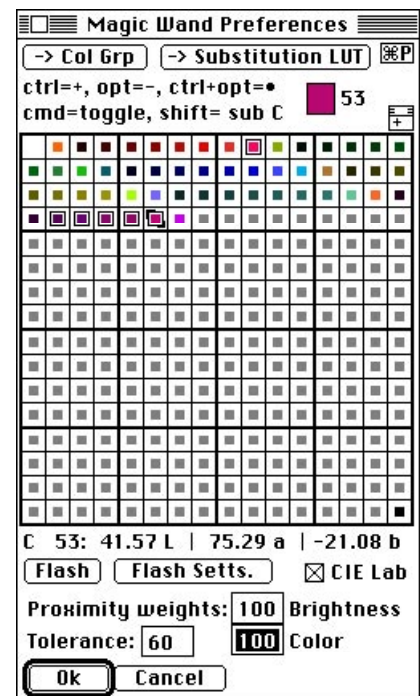 Magic Wand Preferences
-> Col Grp -> Substitution LUT ⌘P
ctrl=+, opt=-, ctrl+opt=•
cmd=toggle, shift= sub C
53
C 53: 41.57 L | 75.29 a | -21.08 b
Flash Flash Setts. CIE Lab
Proximity weights: 100 Brightness
Tolerance: 60 100 Color
Ok Cancel